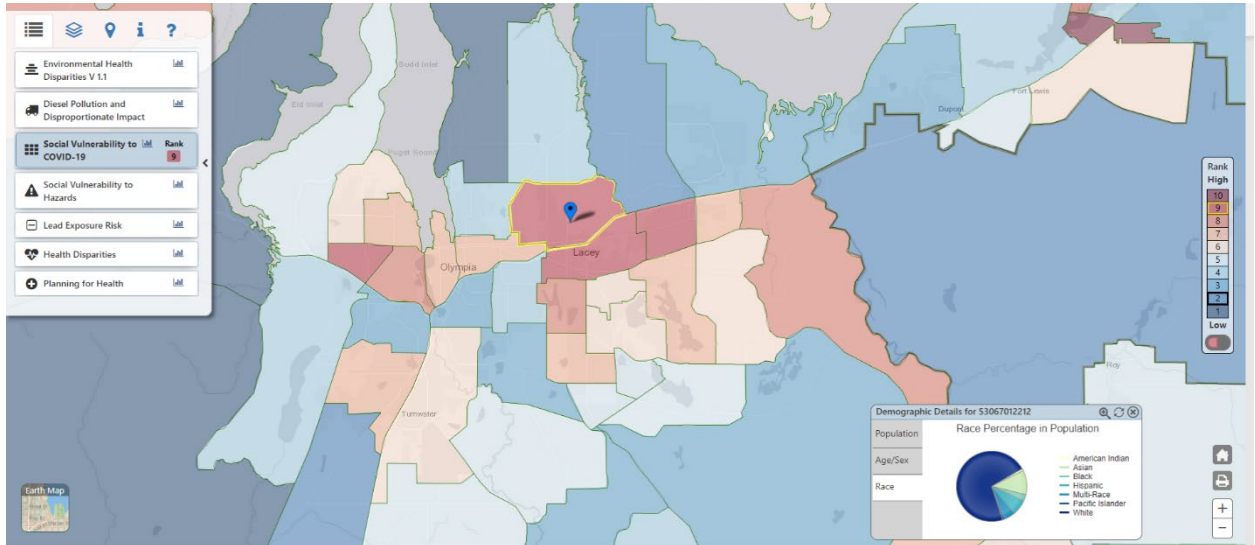 Environmental Health
Disparities V 1.1
Diesel Pollution and
Disproportionate Impact
Social Vulnerability to
COVID-19
Rank
9
Social Vulnerability to
Hazards
Lead Exposure Risk
Health Disparities
Planning for Health
i
?
Budd Inlet
Eld Inlet
Puget Sound
Olympia
Lacey
Tumwater
Dupont
Fort Lewis
Roy
Rank
High
10
9
8
7
6
5
4
3
2
1
Low
Demographic Details for 53067012212
Population
Age/Sex
Race
Race Percentage in Population
American Indian
Asian
Black
Hispanic
Multi-Race
Pacific Islander
White
Earth Map
+
−